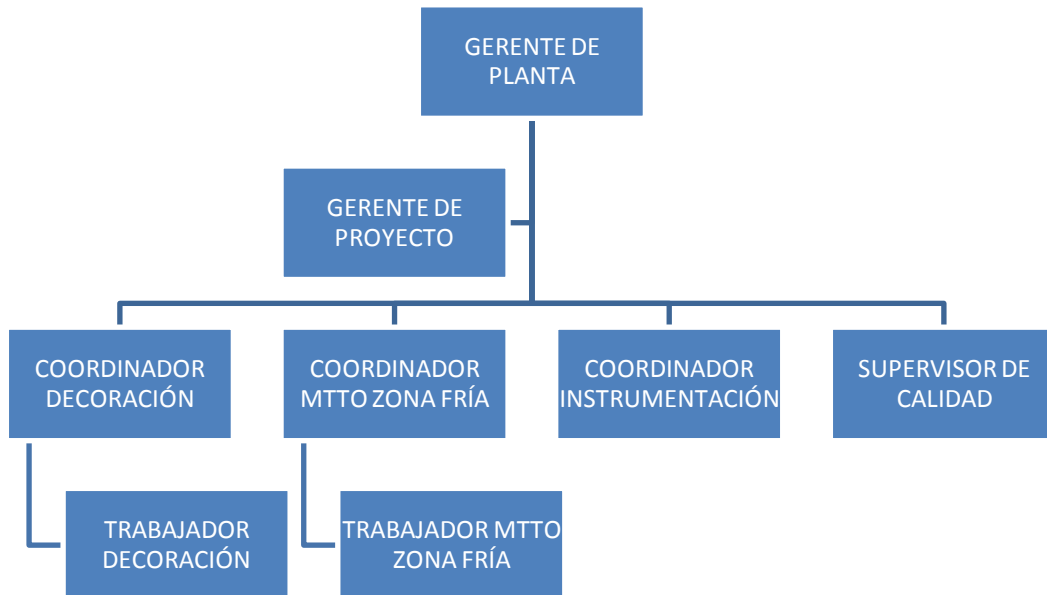 GERENTE DE
PLANTA
GERENTE DE
PROYECTO
COORDINADOR
DECORACIÓN
COORDINADOR
MTTO ZONA FRÍA
COORDINADOR
INSTRUMENTACIÓN
SUPERVISOR DE
CALIDAD
TRABAJADOR
DECORACIÓN
TRABAJADOR MTTO
ZONA FRÍA